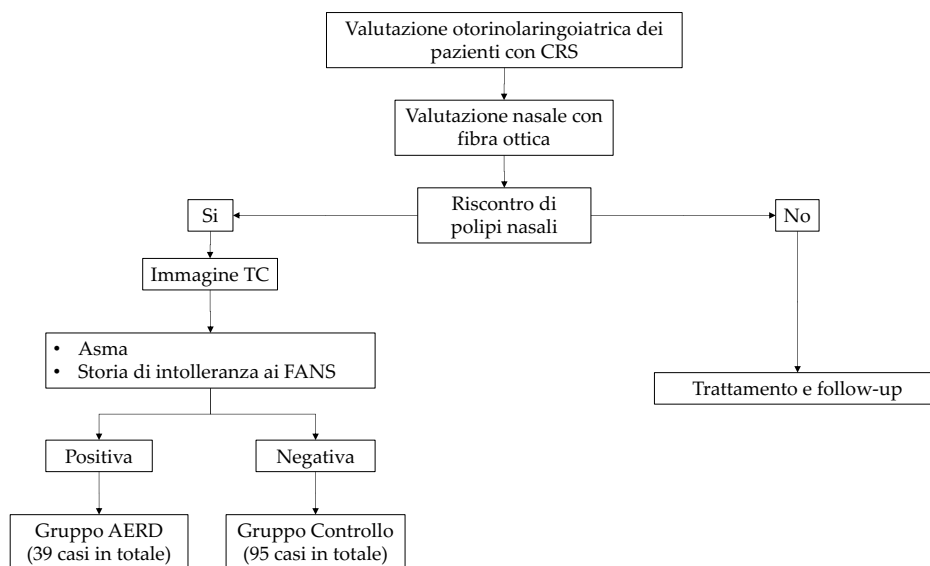 Valutazione otorinolaringoiatrica dei
pazienti con CRS
Valutazione nasale con
fibra ottica
Riscontro di
polipi nasali
Si
No
Immagine TC
• Asma
• Storia di intolleranza ai FANS
Trattamento e follow-up
Positiva
Negativa
Gruppo AERD
(39 casi in totale)
Gruppo Controllo
(95 casi in totale)